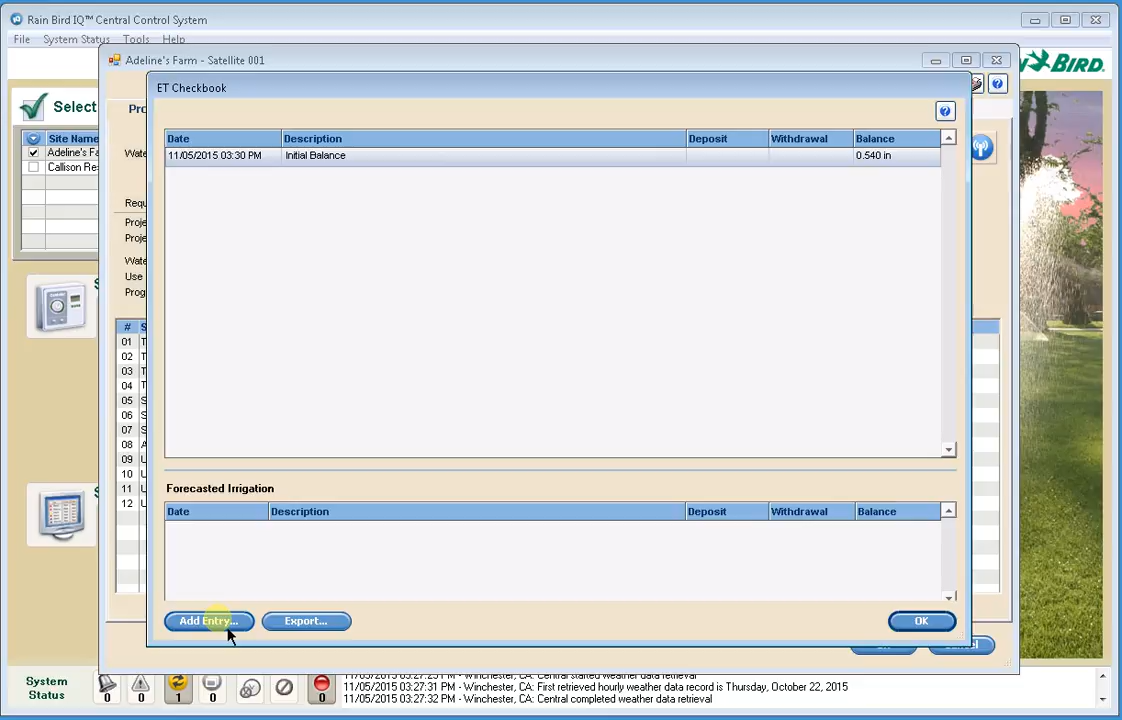 Rain Bird IQ™ Central Control System
File System Status Tools Help
Adeline's Farm - Satellite 001
BIRD.
ET Checkbook
Select
Site Name
Adeline's Fa
Callison Re
Date Description Deposit Withdrawal Balance
11/05/2015 03:30 PM Initial Balance 0.540 in
#
01
02
03
04
05
06
07
08
09
10
11
12
Forecasted Irrigation
Date Description Deposit Withdrawal Balance
Add Entry... Export... OK
System
Status
0 0 1 0 0
11/05/2015 03:27:31 PM - Winchester, CA: First retrieved hourly weather data record is Thursday, October 22, 2015
11/05/2015 03:27:32 PM - Winchester, CA: Central completed weather data retrieval